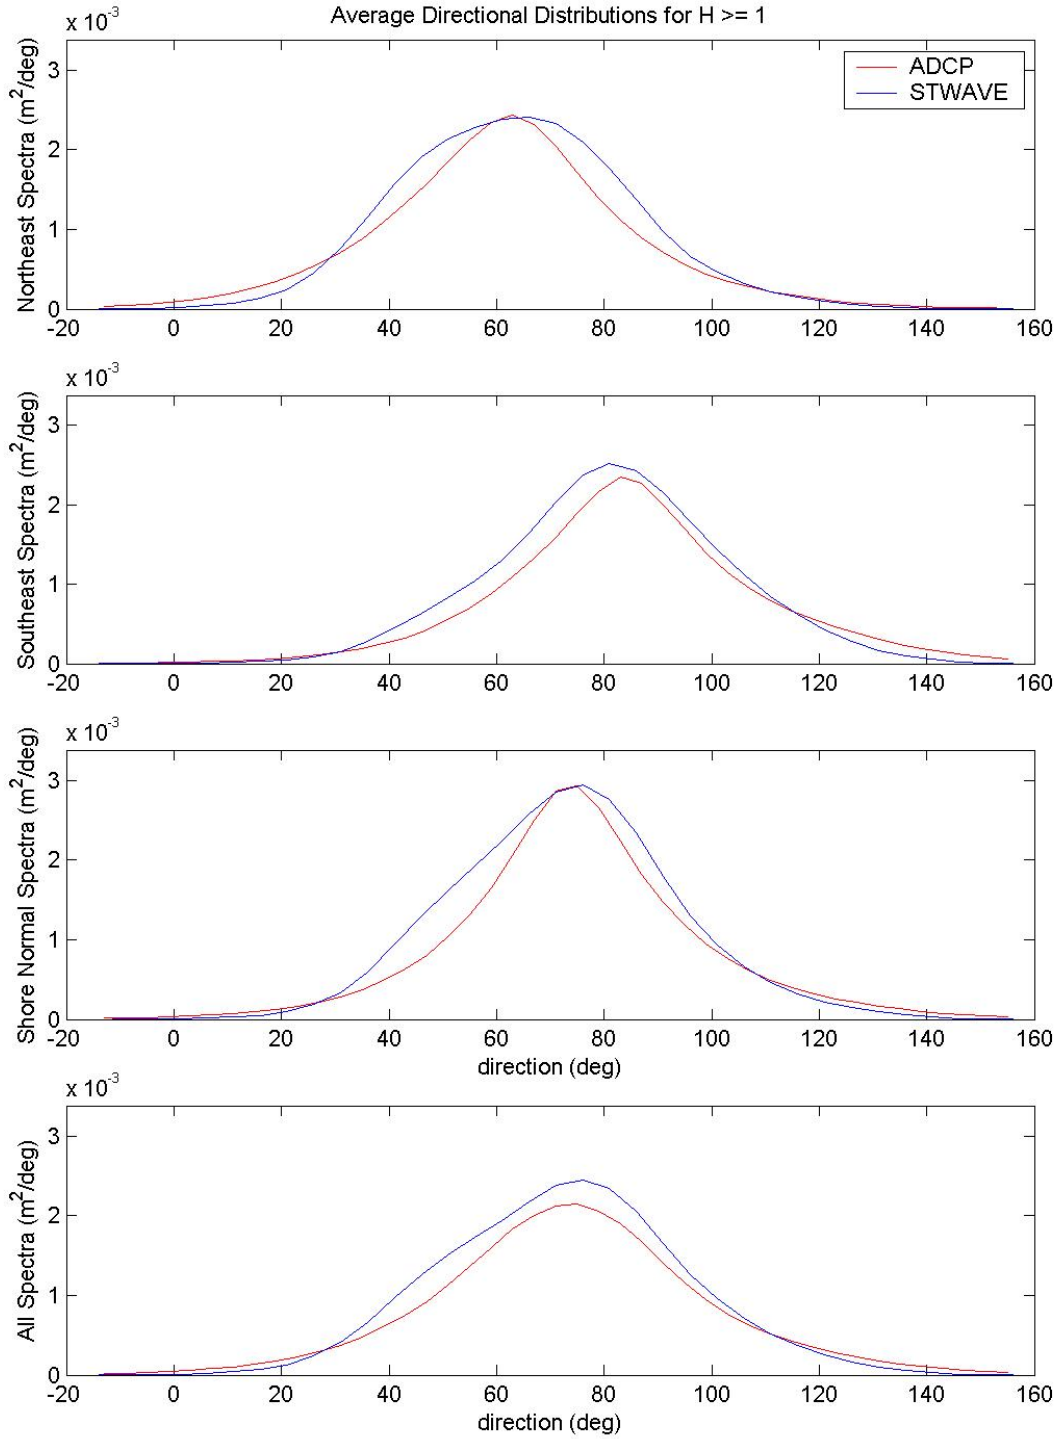 Average Directional Distributions for H >= 1
x 10^-3
3
2
1
0
Northeast Spectra (m^2/deg)
ADCP
STWAVE
-20 0 20 40 60 80 100 120 140 160
x 10^-3
3
2
1
0
Southeast Spectra (m^2/deg)
-20 0 20 40 60 80 100 120 140 160
x 10^-3
3
2
1
0
Shore Normal Spectra (m^2/deg)
-20 0 20 40 60 80 100 120 140 160
direction (deg)
x 10^-3
3
2
1
0
All Spectra (m^2/deg)
-20 0 20 40 60 80 100 120 140 160
direction (deg)